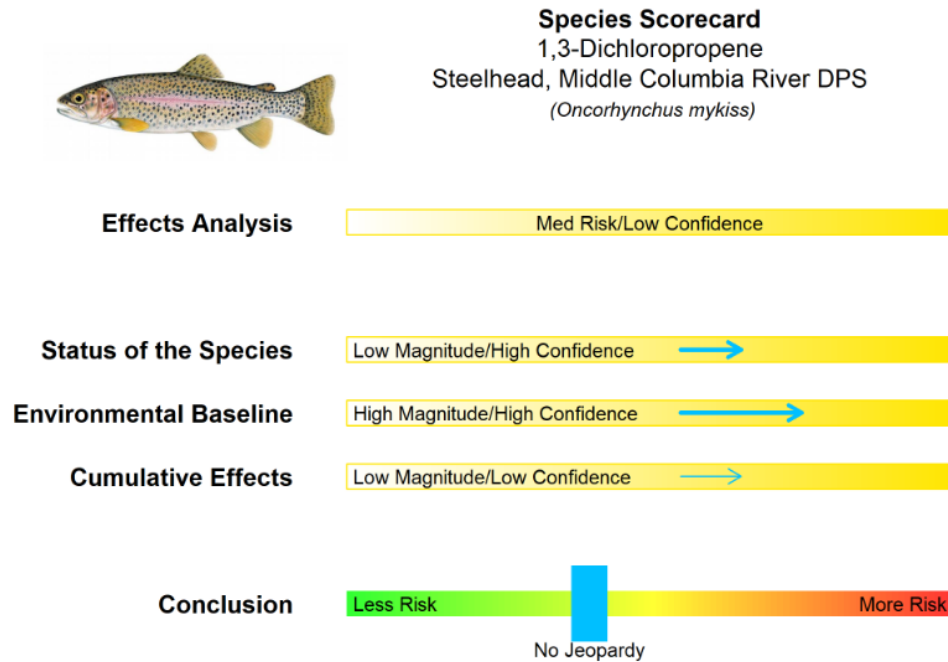 Species Scorecard
1,3-Dichloropropene
Steelhead, Middle Columbia River DPS
(Oncorhynchus mykiss)
Effects Analysis
Med Risk/Low Confidence
Status of the Species
Low Magnitude/High Confidence
Environmental Baseline
High Magnitude/High Confidence
Cumulative Effects
Low Magnitude/Low Confidence
Conclusion
Less Risk
More Risk
No Jeopardy